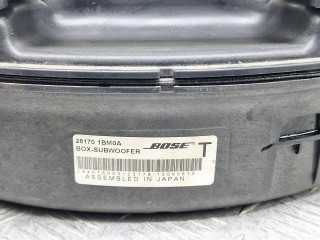 28170 1BM0A
BOX-SUBWOOFER BOSE T
ASSEMBLED IN JAPAN